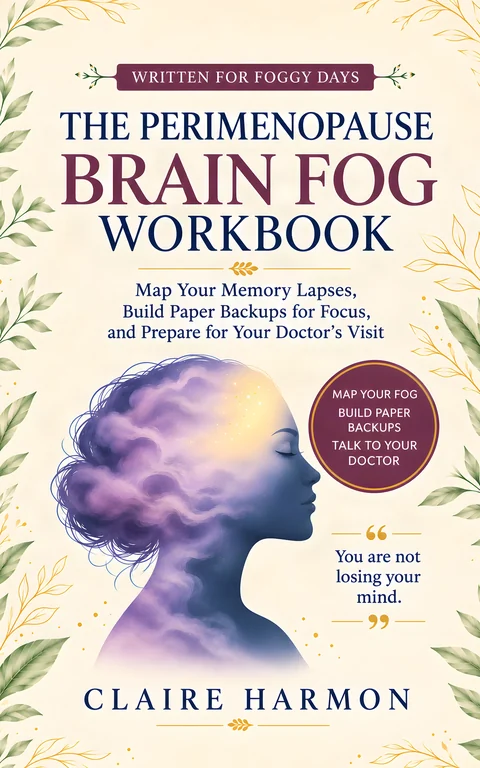 WRITTEN FOR FOGGY DAYS
THE PERIMENOPAUSE
BRAIN FOG
WORKBOOK
Map Your Memory Lapses,
Build Paper Backups for Focus,
and Prepare for Your Doctor's Visit
MAP YOUR FOG
BUILD PAPER
BACKUPS
TALK TO YOUR
DOCTOR
“
You are not
losing your
mind.
”
CLAIRE HARMON